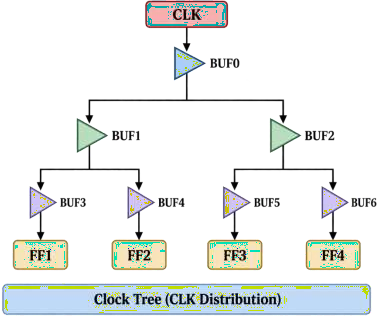 CLK
BUF0
BUF1
BUF2
BUF3
BUF4
BUF5
BUF6
FF1
FF2
FF3
FF4
Clock Tree (CLK Distribution)